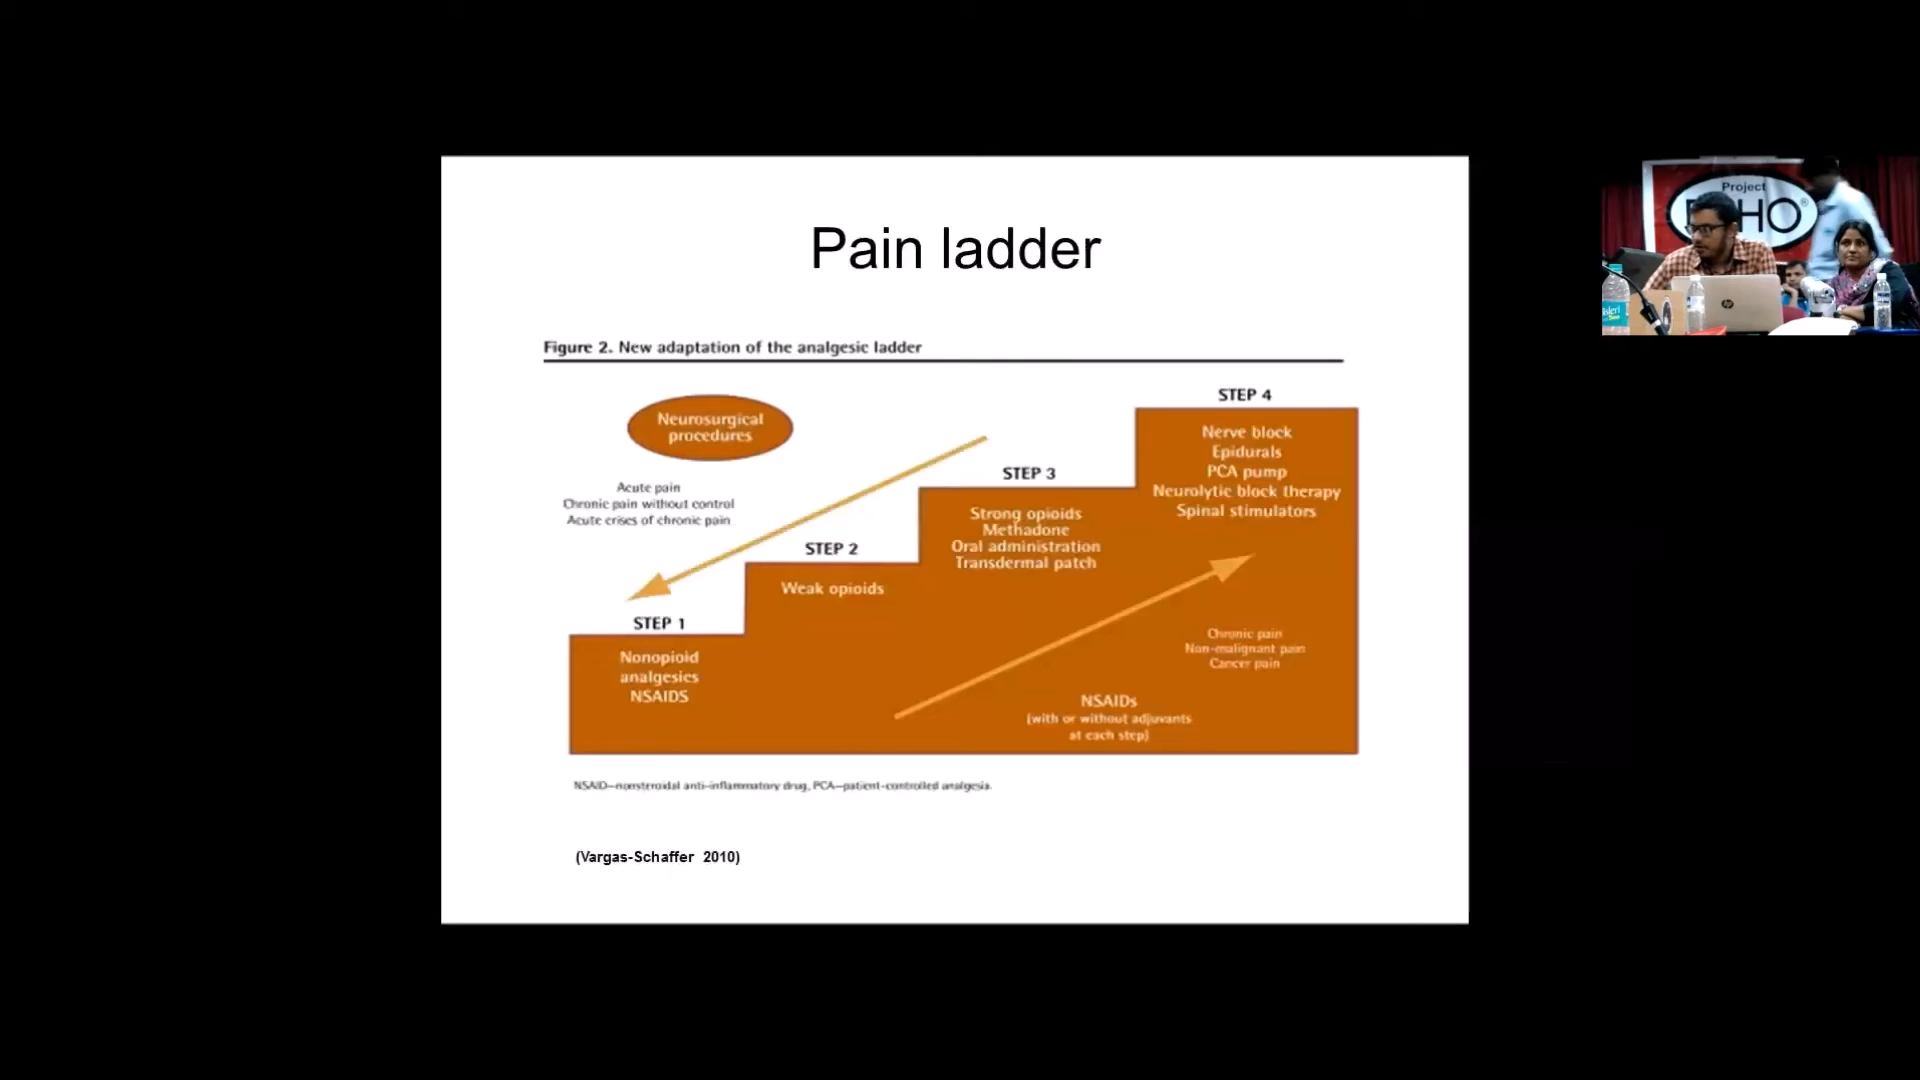 Pain ladder
Figure 2. New adaptation of the analgesic ladder
Neurosurgical
procedures
Acute pain
Chronic pain without control
Acute crises of chronic pain
STEP 1
Nonopioid
analgesics
NSAIDS
STEP 2
Weak opioids
STEP 3
Strong opioids
Methadone
Oral administration
Transdermal patch
STEP 4
Nerve block
Epidurals
PCA pump
Neurolytic block therapy
Spinal stimulators
Chronic pain
Non-malignant pain
Cancer pain
NSAIDs
(with or without adjuvants
at each step)
NSAID—nonsteroidal anti-inflammatory drug, PCA—patient-controlled analgesia.
(Vargas-Schaffer 2010)
Project
HO®
hp